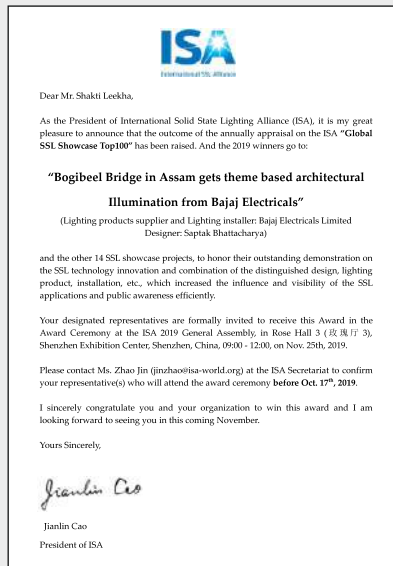 ISA
International SSL Alliance
Dear Mr. Shakti Leekha,
As the President of International Solid State Lighting Alliance (ISA), it is my great
pleasure to announce that the outcome of the annually appraisal on the ISA “Global
SSL Showcase Top100” has been raised. And the 2019 winners go to:
“Bogibeel Bridge in Assam gets theme based architectural
Illumination from Bajaj Electricals”
(Lighting products supplier and Lighting installer: Bajaj Electricals Limited
Designer: Saptak Bhattacharya)
and the other 14 SSL showcase projects, to honor their outstanding demonstration on
the SSL technology innovation and combination of the distinguished design, lighting
product, installation, etc., which increased the influence and visibility of the SSL
applications and public awareness efficiently.
Your designated representatives are formally invited to receive this Award in the
Award Ceremony at the ISA 2019 General Assembly, in Rose Hall 3 (玫瑰厅 3),
Shenzhen Exhibition Center, Shenzhen, China, 09:00 - 12:00, on Nov. 25th, 2019.
Please contact Ms. Zhao Jin (jinzhao@isa-world.org) at the ISA Secretariat to confirm
your representative(s) who will attend the award ceremony before Oct. 17th, 2019.
I sincerely congratulate you and your organization to win this award and I am
looking forward to seeing you in this coming November.
Yours Sincerely,
Jianlin Cao
Jianlin Cao
President of ISA